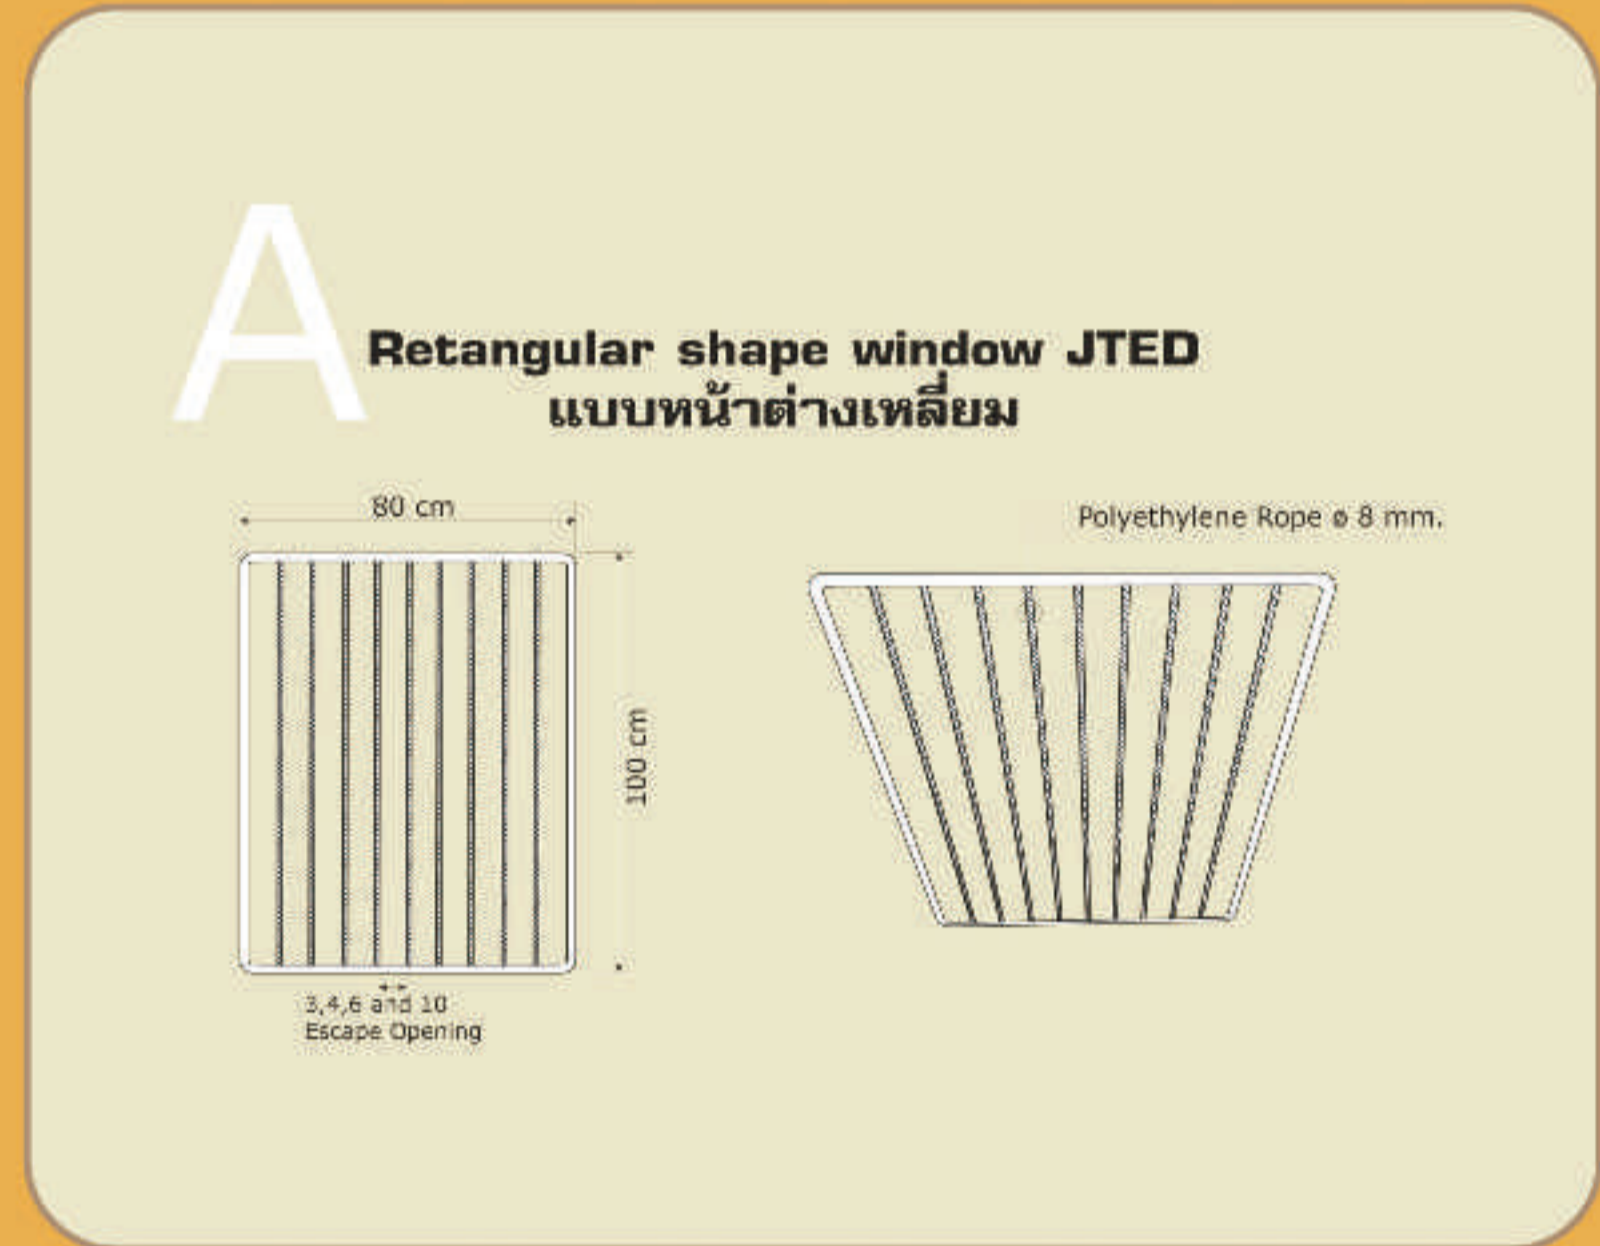 A
Retangular shape window JTED
แบบหน้าต่างเหลี่ยม
80 cm
Polyethylene Rope ø 8 mm.
100 cm
3,4,6 and 10
Escape Opening